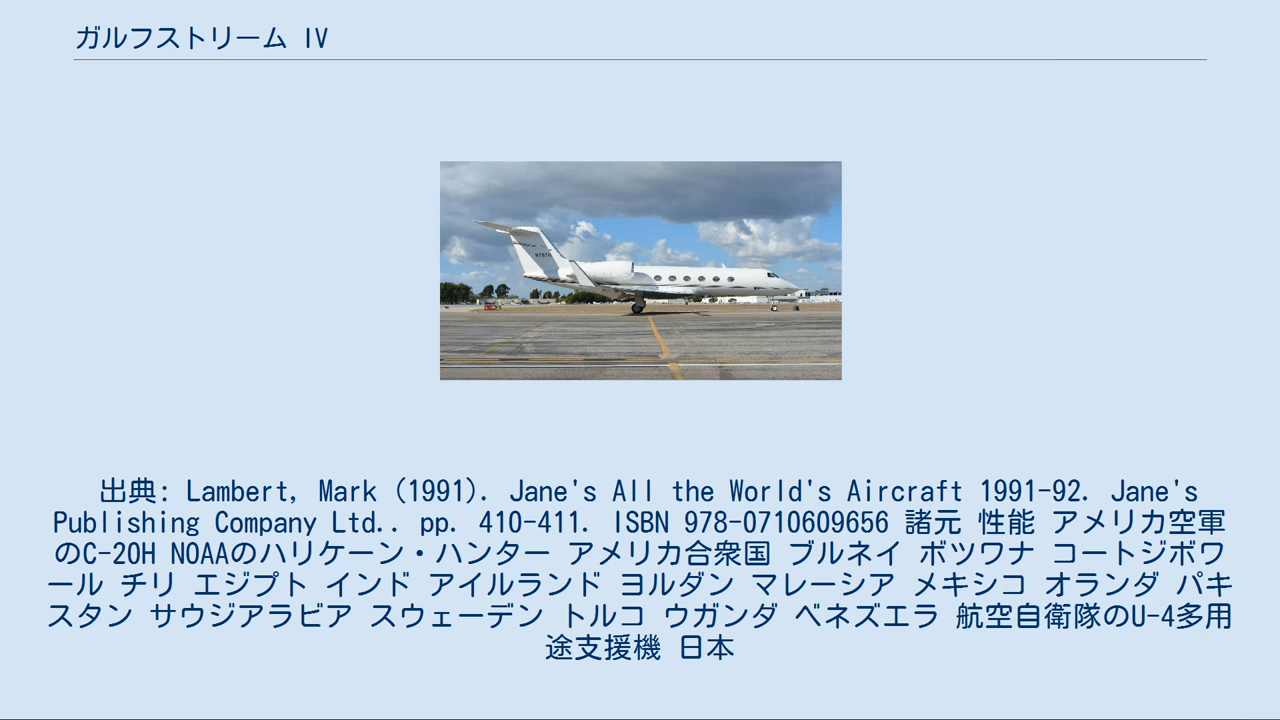 ガルフストリーム IV
出典: Lambert, Mark (1991). Jane's All the World's Aircraft 1991-92. Jane's
Publishing Company Ltd.. pp. 410-411. ISBN 978-0710609656 諸元 性能 アメリカ空軍
のC-20H NOAAのハリケーン・ハンター アメリカ合衆国 ブルネイ ボツワナ コートジボワ
ール チリ エジプト インド アイルランド ヨルダン マレーシア メキシコ オランダ パキ
スタン サウジアラビア スウェーデン トルコ ウガンダ ベネズエラ 航空自衛隊のU-4多用
途支援機 日本